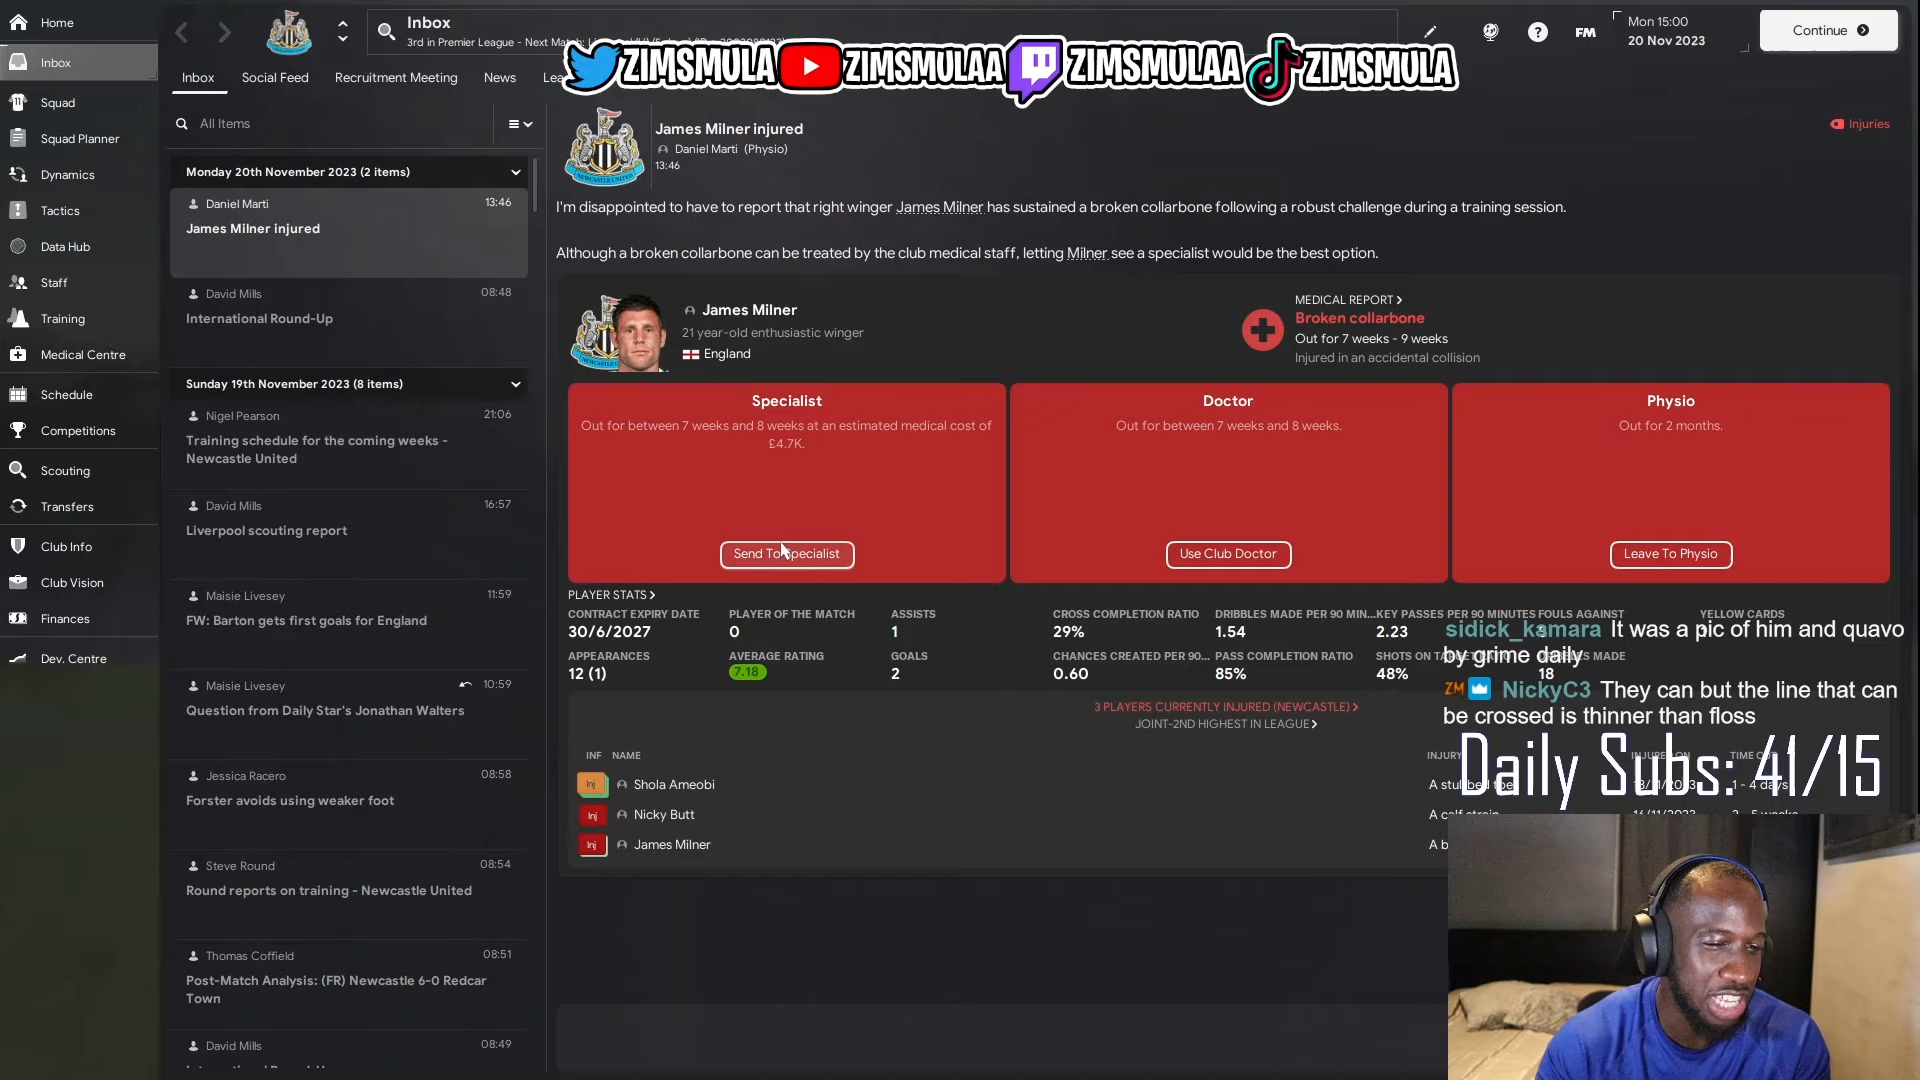 Home
Inbox
Squad
Squad Planner
Dynamics
Tactics
Data Hub
Staff
Training
Medical Centre
Schedule
Competitions
Scouting
Transfers
Club Info
Club Vision
Finances
Dev. Centre
Inbox
3rd in Premier League - Next Match:
ZIMSMULA ZIMSMULAA ZIMSMULAA ZIMSMULA
? FM
Mon 15:00
20 Nov 2023
Continue
Inbox Social Feed Recruitment Meeting News
All Items
Monday 20th November 2023 (2 items)
Daniel Marti 13:46
James Milner injured
David Mills 08:48
International Round-Up
Sunday 19th November 2023 (8 items)
Nigel Pearson 21:06
Training schedule for the coming weeks -
Newcastle United
David Mills 16:57
Liverpool scouting report
Maisie Livesey 11:59
FW: Barton gets first goals for England
Maisie Livesey 10:59
Question from Daily Star's Jonathan Walters
Jessica Racero 08:58
Forster avoids using weaker foot
Steve Round 08:54
Round reports on training - Newcastle United
Thomas Coffield 08:51
Post-Match Analysis: (FR) Newcastle 6-0 Redcar
Town
David Mills 08:49
James Milner injured
Daniel Marti (Physio)
13:46
Injuries
I'm disappointed to have to report that right winger James Milner has sustained a broken collarbone following a robust challenge during a training session.
Although a broken collarbone can be treated by the club medical staff, letting Milner see a specialist would be the best option.
James Milner
21 year-old enthusiastic winger
England
MEDICAL REPORT >
Broken collarbone
Out for 7 weeks - 9 weeks
Injured in an accidental collision
Specialist
Out for between 7 weeks and 8 weeks at an estimated medical cost of
£4.7K.
Send To Specialist
Doctor
Out for between 7 weeks and 8 weeks.
Use Club Doctor
Physio
Out for 2 months.
Leave To Physio
PLAYER STATS >
CONTRACT EXPIRY DATE PLAYER OF THE MATCH ASSISTS CROSS COMPLETION RATIO DRIBBLES MADE PER 90 MIN... KEY PASSES PER 90 MINUTES FOULS AGAINST YELLOW CARDS
30/6/2027 0 1 29% 1.54 2.23
APPEARANCES AVERAGE RATING GOALS CHANCES CREATED PER 90... PASS COMPLETION RATIO SHOTS ON
12 (1) 7.18 2 0.60 85% 48% 18
3 PLAYERS CURRENTLY INJURED (NEWCASTLE) >
JOINT-2ND HIGHEST IN LEAGUE >
INF NAME INJURY TIME
Inj Shola Ameobi 1 - 4 days
Inj Nicky Butt
Inj James Milner
sidick_kamara It was a pic of him and quavo
by grime daily
ZM NickyC3 They can but the line that can
be crossed is thinner than floss
Daily Subs: 41/15